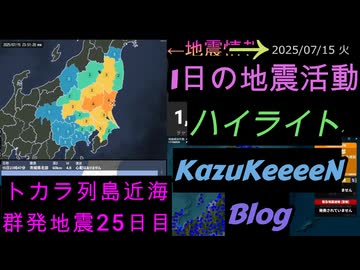 ←地震情報→
2025/07/15 火
1日の地震活動
ハイライト
KazuKeeeeN
Blog
トカラ列島近海
群発地震25日目